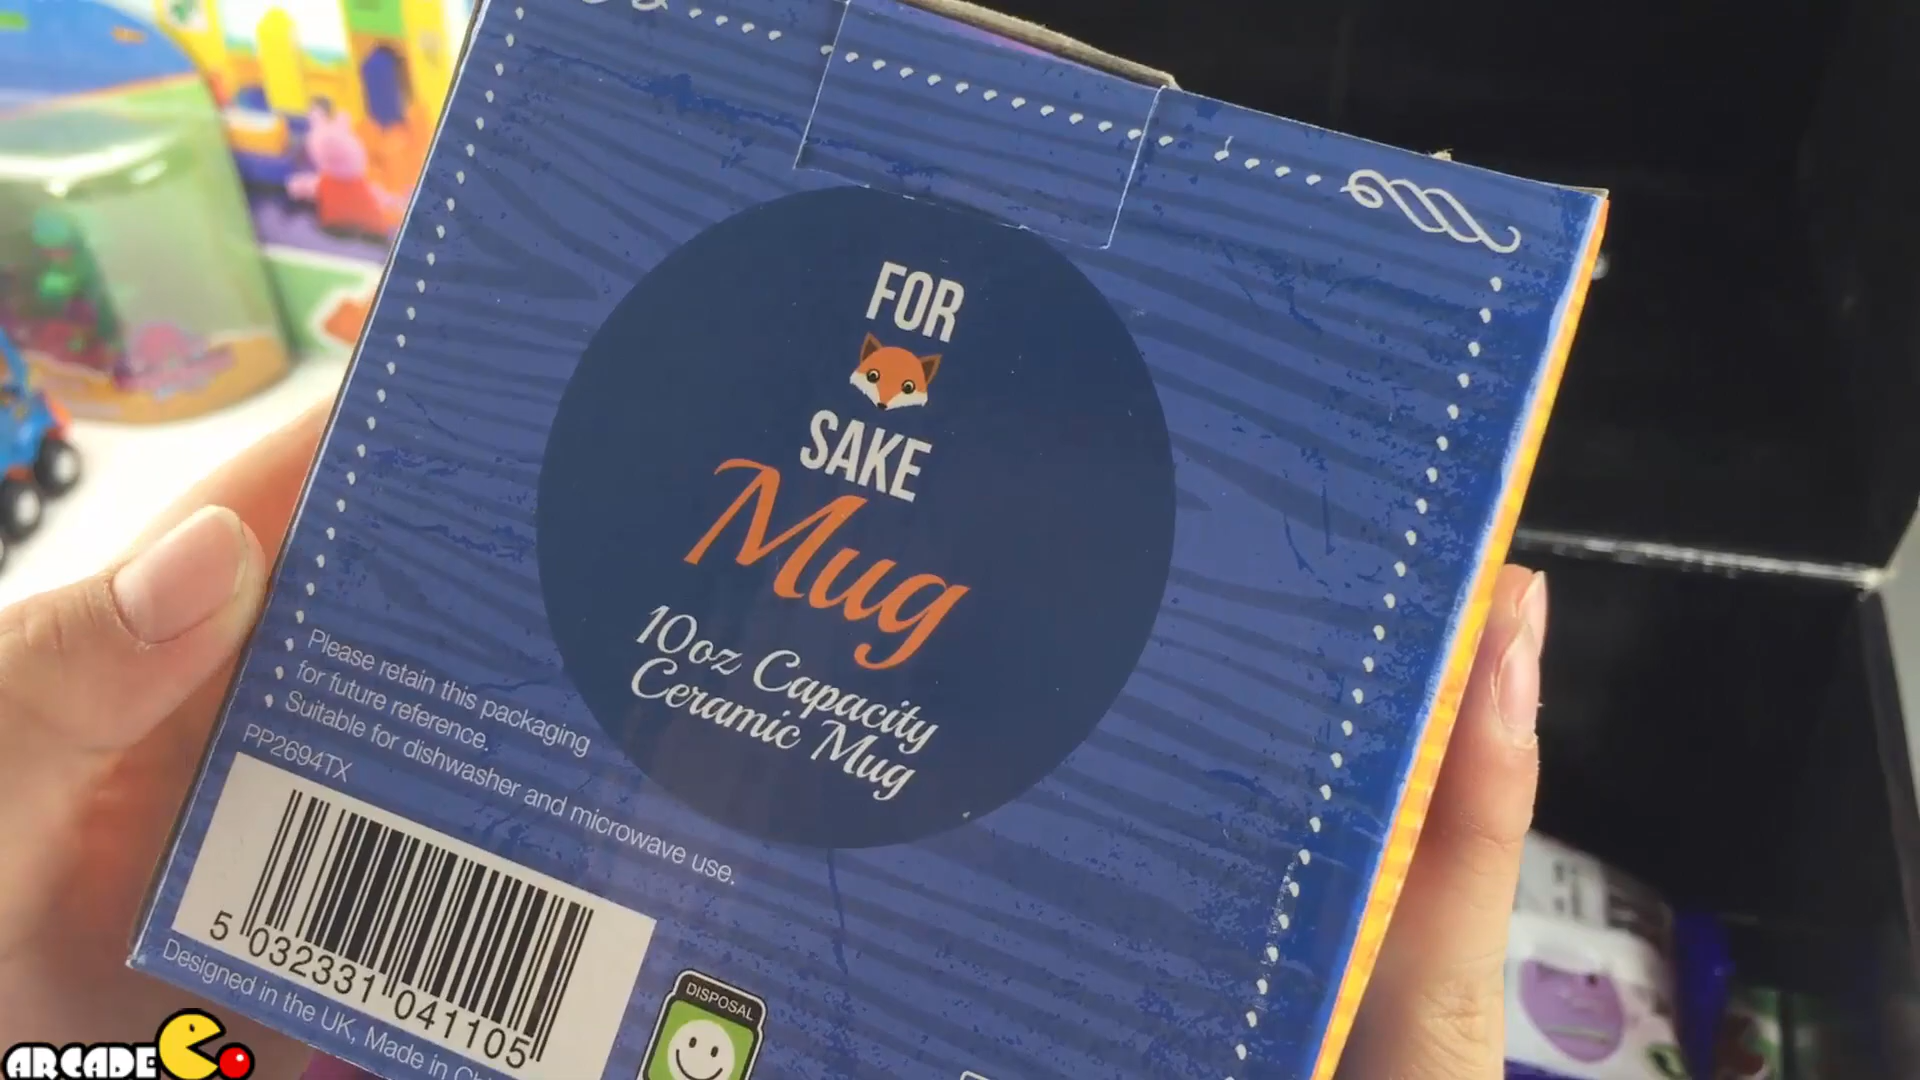 FOR
SAKE
Mug
10oz Capacity
Ceramic Mug
Please retain this packaging
for future reference.
Suitable for dishwasher and microwave use.
PP2694TX
5 032331 041105
Designed in the UK, Made in
DISPOSAL
ARCADE